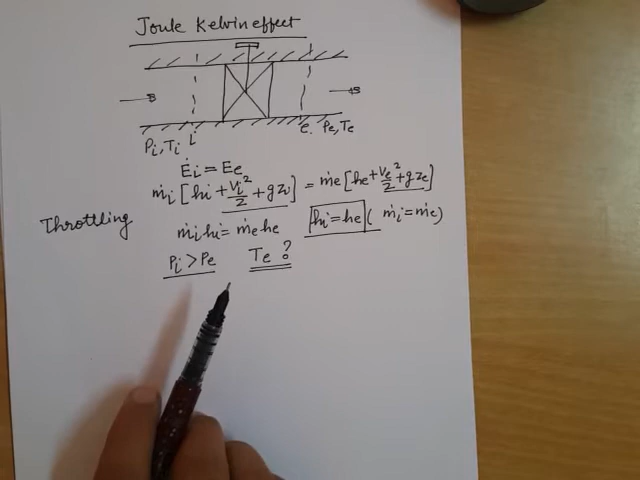 Joule Kelvin effect
Pi, Ti i
e. Pe, Te
Ėi = Ėe
ṁi [hi + Vi²/2 + gzi] = ṁe [he + Ve²/2 + gze]
Throttling
ṁi hi = ṁe he hi = he ( ṁi = ṁe)
Pi > Pe Te ?